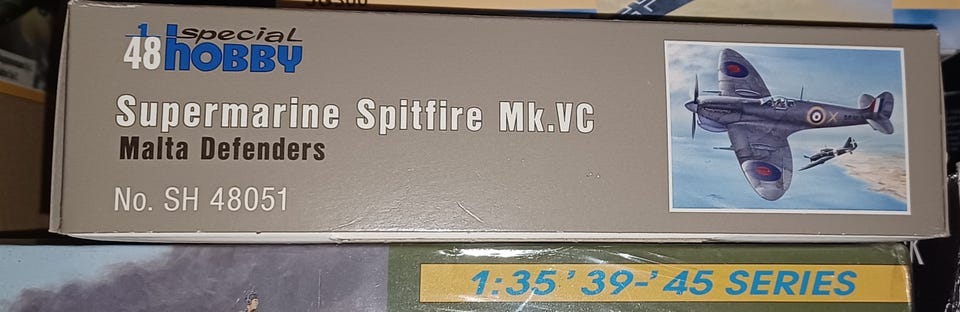 1
48 special
hobby
Supermarine Spitfire Mk.VC
Malta Defenders
No. SH 48051
X
1:35 '39-'45 SERIES